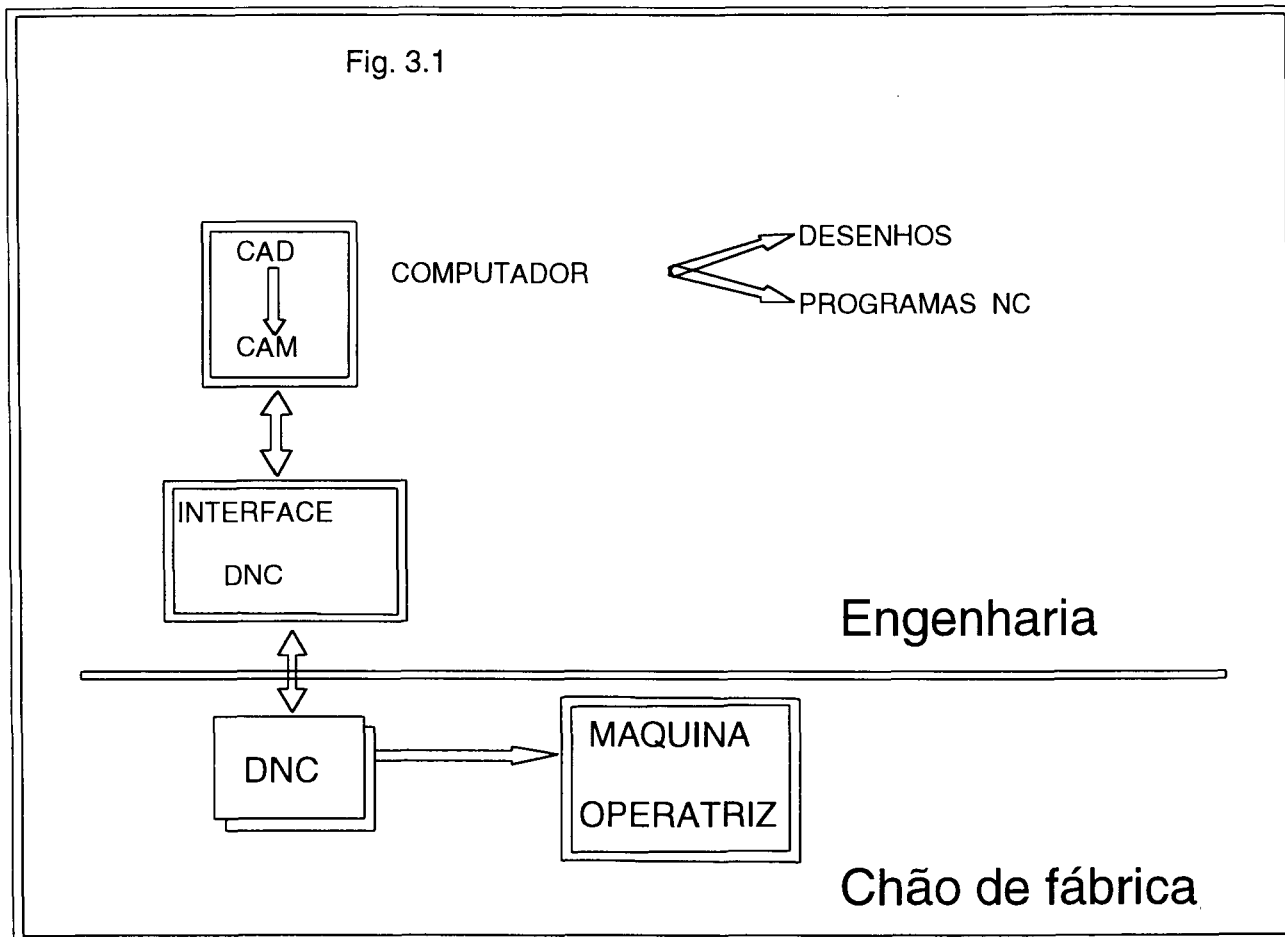 Fig. 3.1
CAD
CAM
COMPUTADOR
DESENHOS
PROGRAMAS NC
INTERFACE
DNC
Engenharia
DNC
MAQUINA
OPERATRIZ
Chão de fábrica